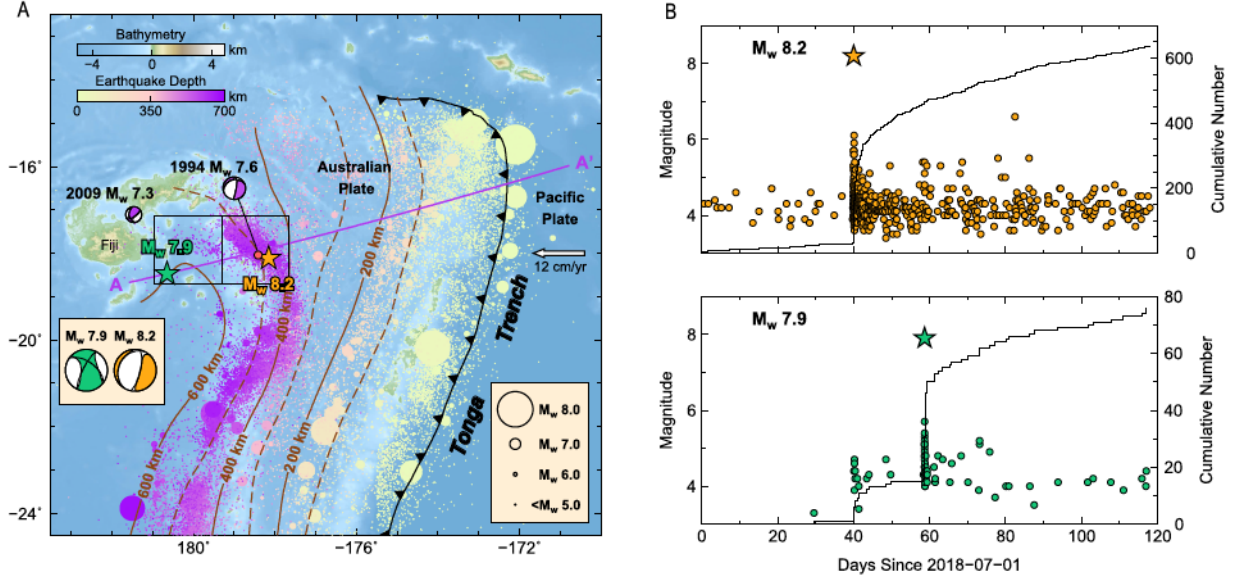 A
Bathymetry
−4 0 4 km
Earthquake Depth
0 350 700 km
−16˚
−20˚
−24˚
180˚
−176˚
−172˚
1994 Mw 7.6
2009 Mw 7.3
Australian
Plate
Pacific
Plate
A'
12 cm/yr
Fiji
Mw 7.9
A
Mw 8.2
200 km
400 km
600 km
Mw 7.9 Mw 8.2
600 km
400 km
200 km
Tonga
Trench
Mw 8.0
Mw 7.0
Mw 6.0
<Mw 5.0
B
Mw 8.2
Magnitude
8
6
4
Cumulative Number
600
400
200
0
Mw 7.9
Magnitude
8
6
4
Cumulative Number
80
60
40
20
0
0 20 40 60 80 100 120
Days Since 2018−07−01